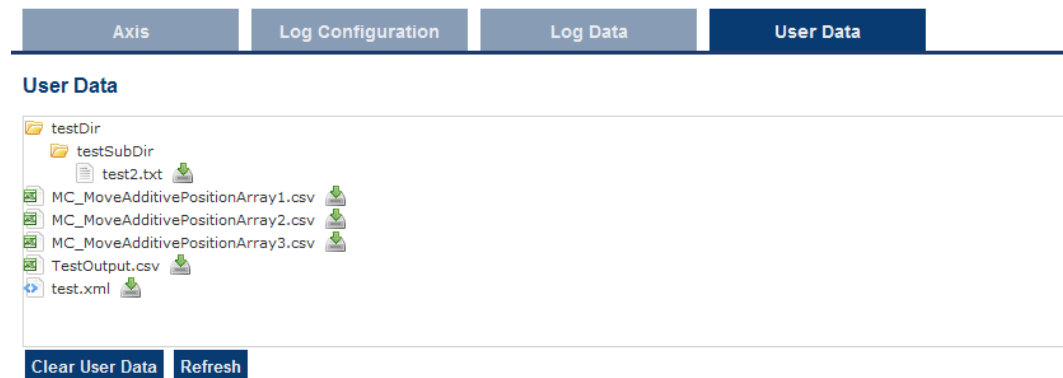 Axis Log Configuration Log Data User Data
User Data
testDir
testSubDir
test2.txt
MC_MoveAdditivePositionArray1.csv
MC_MoveAdditivePositionArray2.csv
MC_MoveAdditivePositionArray3.csv
TestOutput.csv
test.xml
Clear User Data Refresh